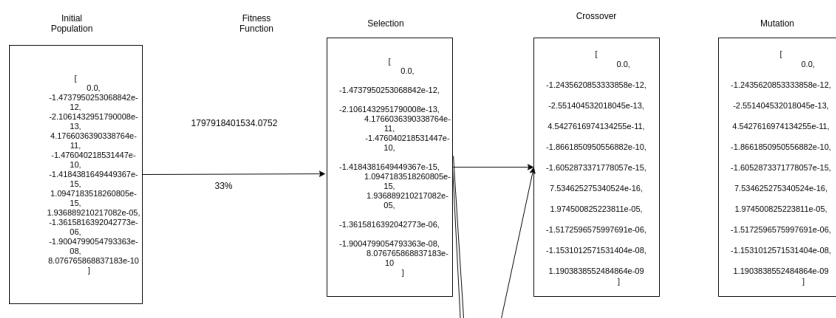 Initial
Population
Fitness
Function
Selection
Crossover
Mutation
[
0.0,
-1.4737950253068842e-
12,
-2.1061432951790008e-
13,
4.1766036390338764e-
11,
-1.476040218531447e-
10,
-1.4184381649449367e-
15,
1.0947183518260805e-
15,
1.936889210217082e-05,
-1.3615816392042773e-
06,
-1.9004799054793363e-
08,
8.076765868837183e-10
]
1797918401534.0752
33%
[
0.0,
-1.4737950253068842e-12,
-2.1061432951790008e-13,
4.1766036390338764e-
11,
-1.476040218531447e-
10,
-1.4184381649449367e-15,
1.0947183518260805e-
15,
1.936889210217082e-
05,
-1.3615816392042773e-06,
-1.9004799054793363e-08,
8.076765868837183e-
10
]
[
0.0,
-1.2435620853333858e-12,
-2.551404532018045e-13,
4.5427616974134255e-11,
-1.8661850950556882e-10,
-1.6052873371778057e-15,
7.534625275340524e-16,
1.974500825223811e-05,
-1.5172596575997691e-06,
-1.1531012571531404e-08,
1.1903838552484864e-09
]
[
0.0,
-1.2435620853333858e-12,
-2.551404532018045e-13,
4.5427616974134255e-11,
-1.8661850950556882e-10,
-1.6052873371778057e-15,
7.534625275340524e-16,
1.974500825223811e-05,
-1.5172596575997691e-06,
-1.1531012571531404e-08,
1.1903838552484864e-09
]